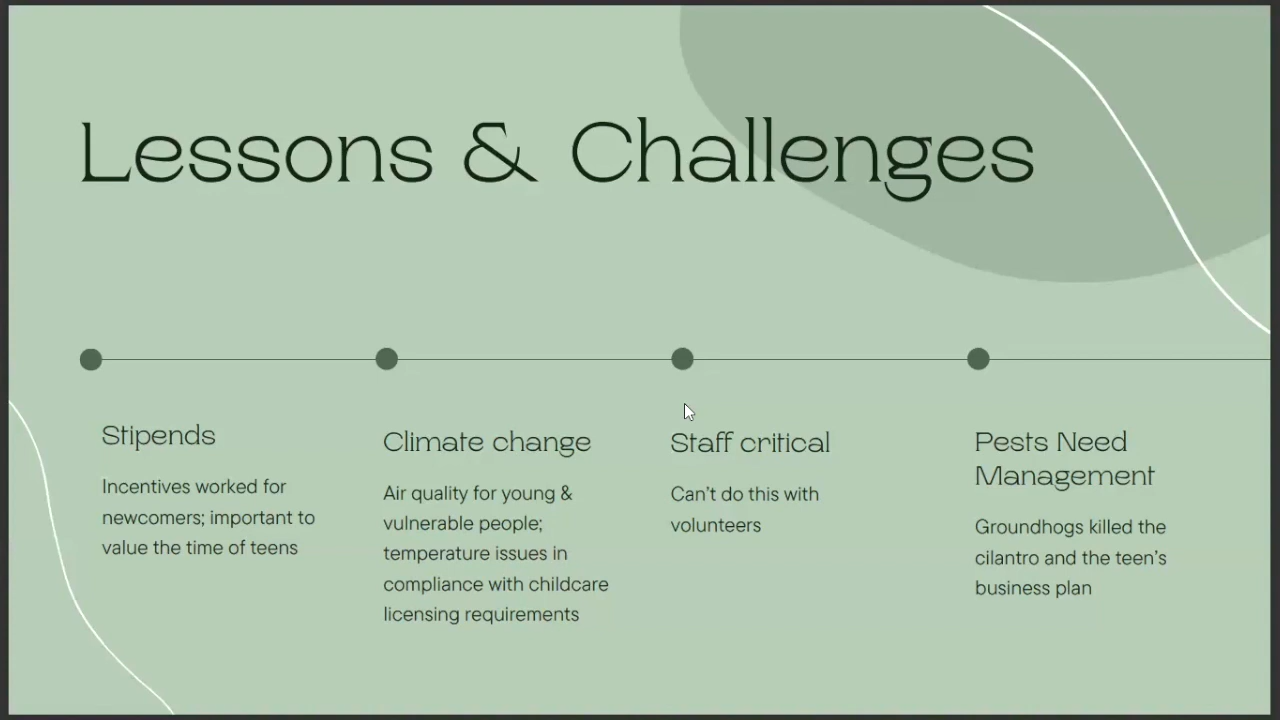 Lessons & Challenges
Stipends
Incentives worked for
newcomers; important to
value the time of teens
Climate change
Air quality for young &
vulnerable people;
temperature issues in
compliance with childcare
licensing requirements
Staff critical
Can't do this with
volunteers
Pests Need
Management
Groundhogs killed the
cilantro and the teen's
business plan